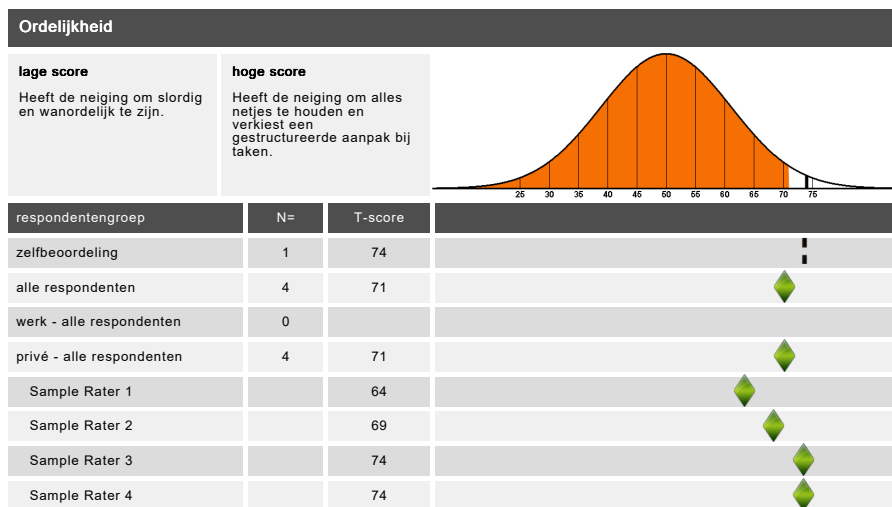 Ordelijkheid
lage score
Heeft de neiging om slordig
en wanordelijk te zijn.
hoge score
Heeft de neiging om alles
netjes te houden en
verkiest een
gestructureerde aanpak bij
taken.
25 30 35 40 45 50 55 60 65 70 75
respondentengroep N= T-score
zelfbeoordeling 1 74
alle respondenten 4 71
werk - alle respondenten 0
privé - alle respondenten 4 71
Sample Rater 1 64
Sample Rater 2 69
Sample Rater 3 74
Sample Rater 4 74